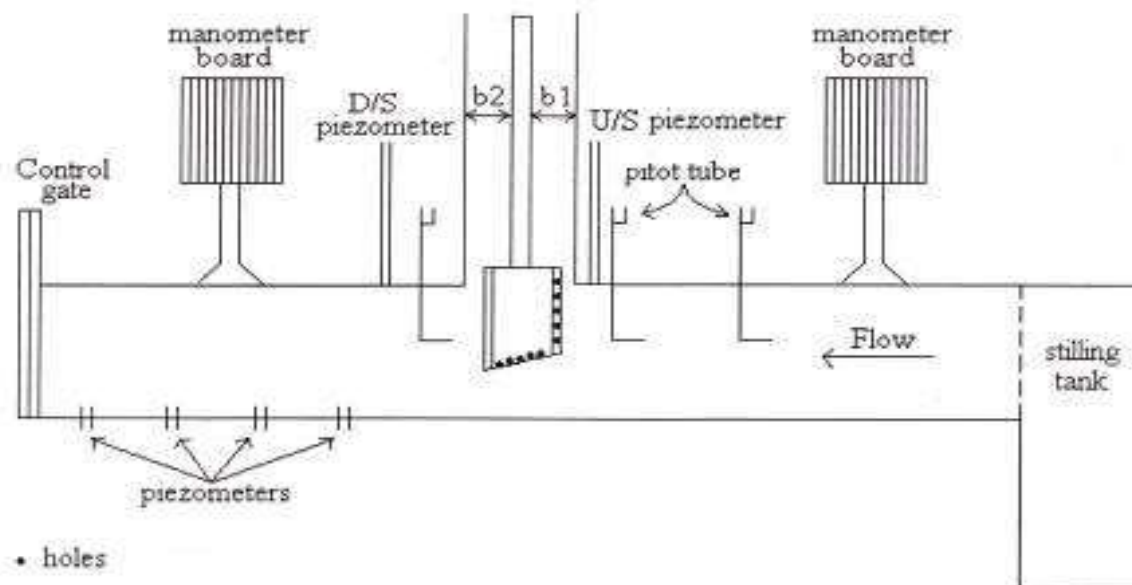 manometer
board
manometer
board
b2
b1
D/S
piezometer
U/S piezometer
Control
gate
pitot tube
Flow
stilling
tank
piezometers
• holes